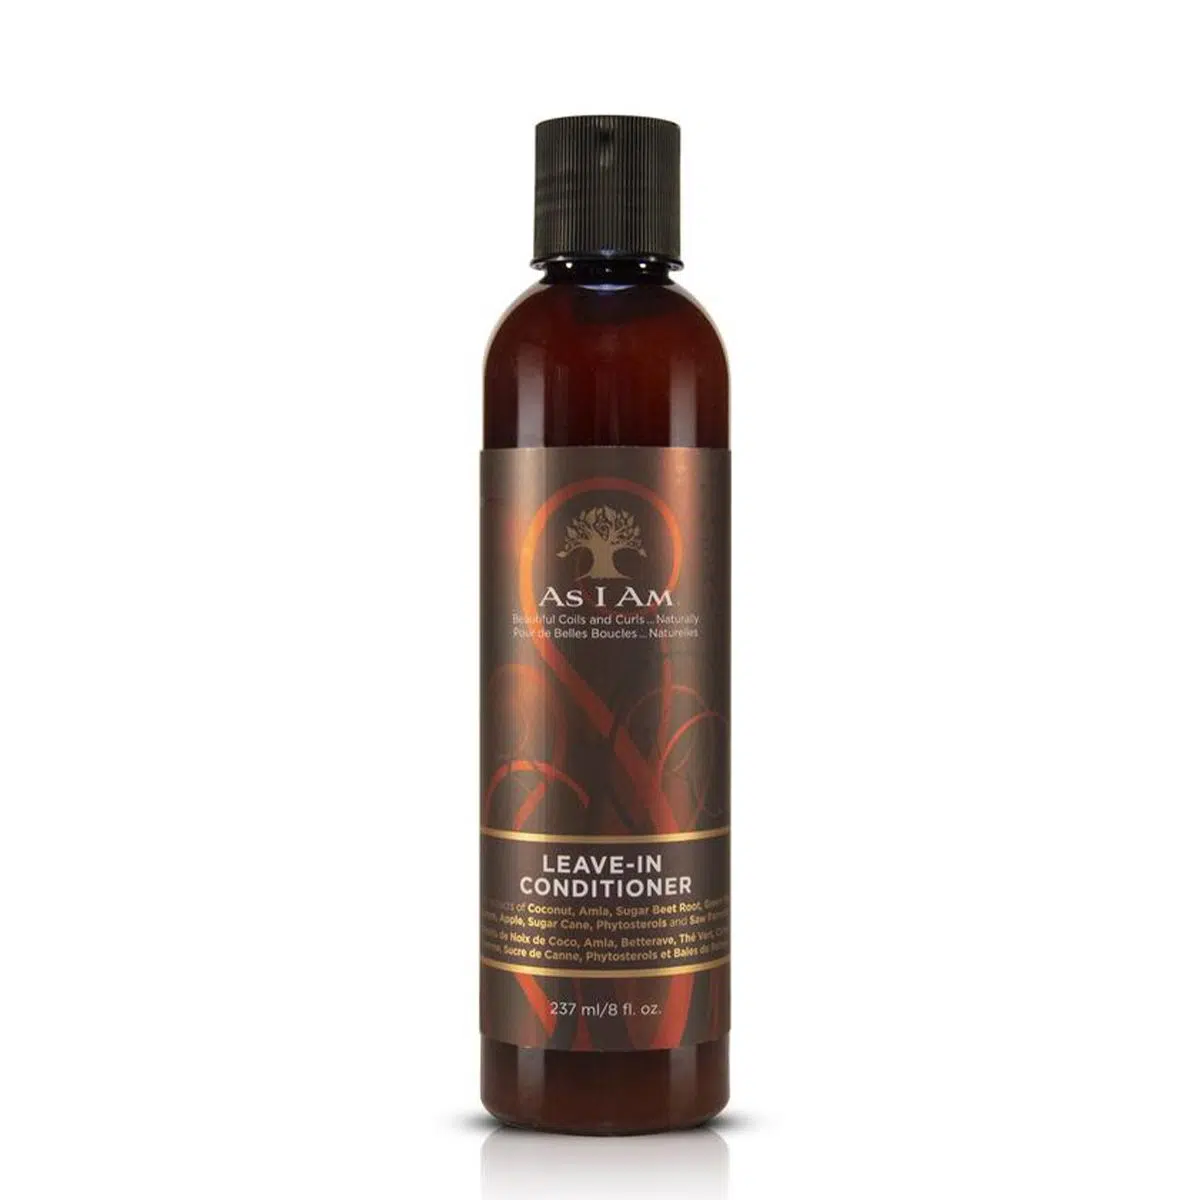 AS I AM
Beautiful Coils and Curls ... Naturally
Pour de Belles Boucles ... Naturelles
LEAVE-IN
CONDITIONER
of Coconut, Amla, Sugar Beet Root,
Apple, Sugar Cane, Phytosterols and Saw
de Noix de Coco, Amla, Betterave, Thé Vert,
Sucre de Canne, Phytosterols et Baies de
237 ml/8 fl. oz.